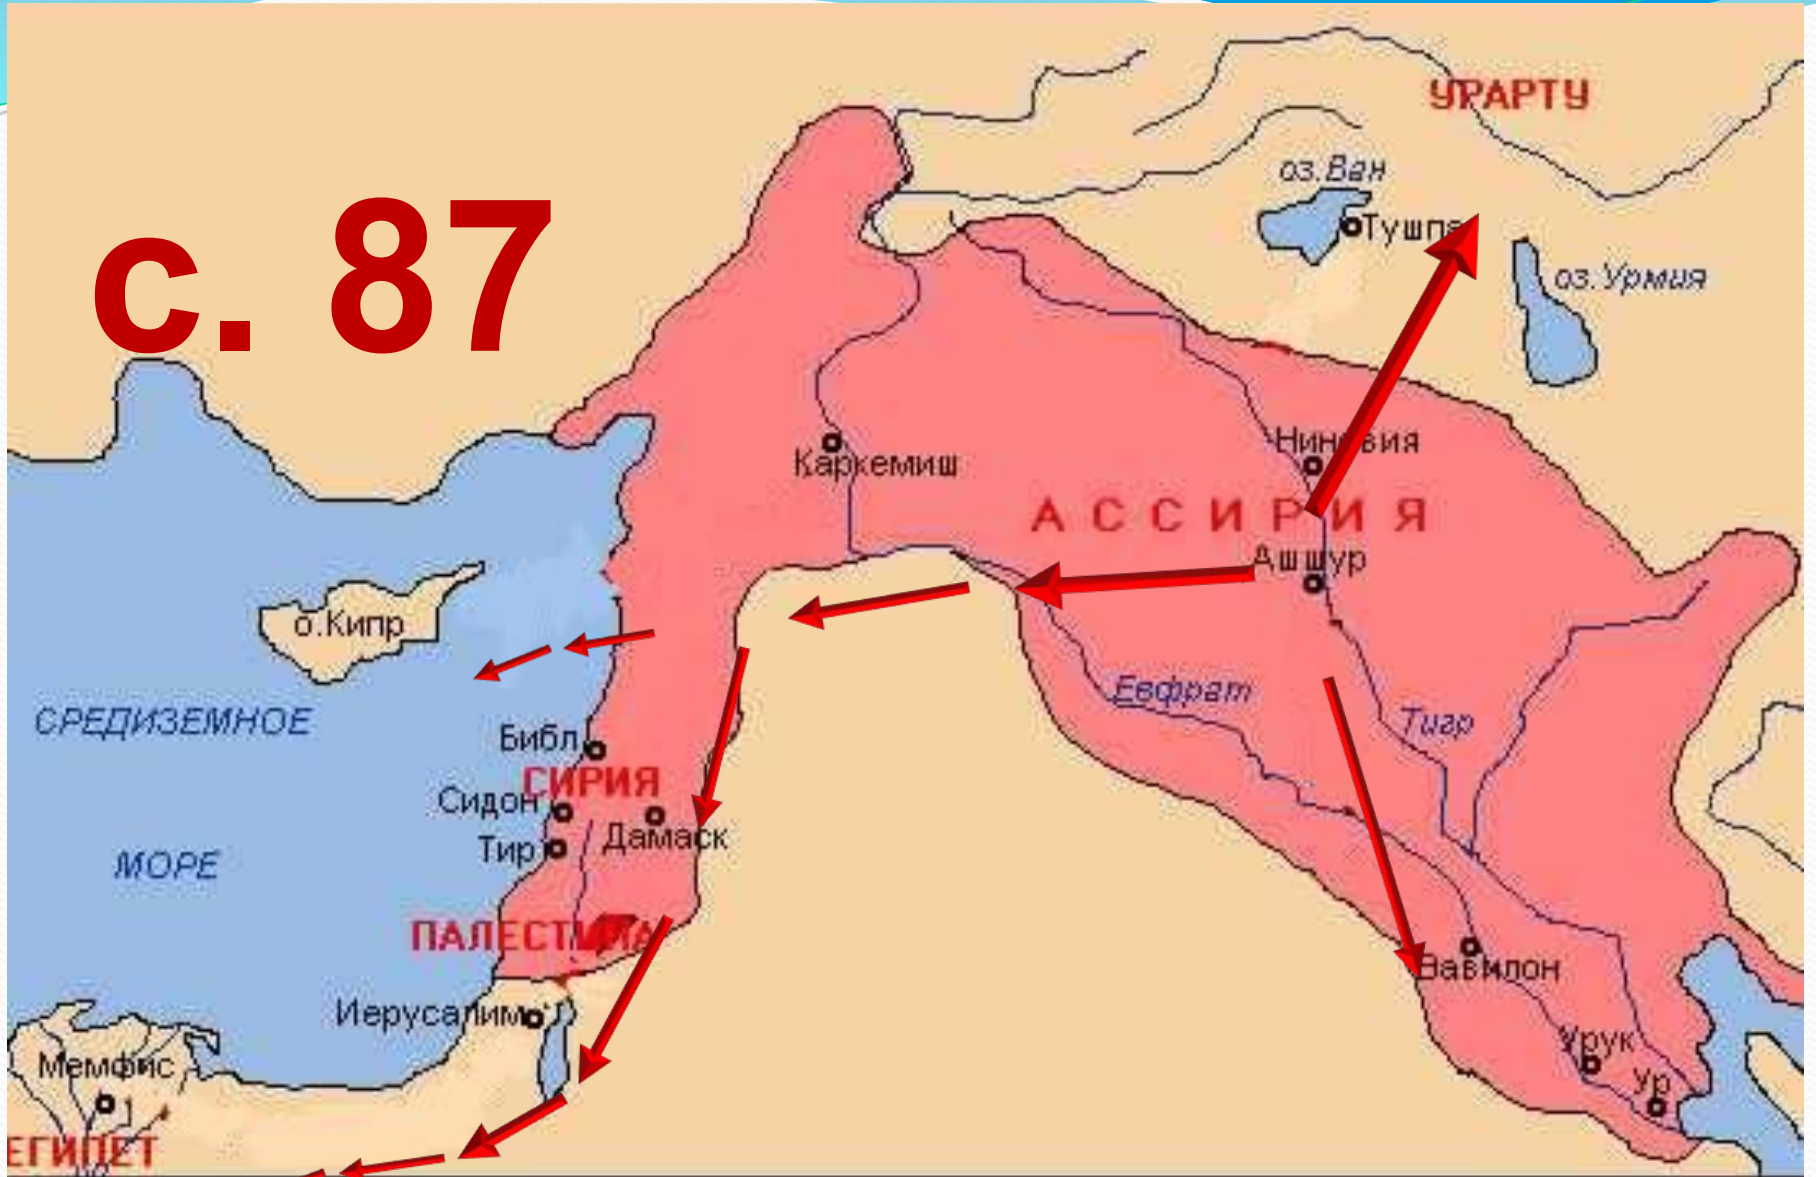 УРАРТУ
оз.Ван
с. 87
Тушпа
оз.Урмия
Ниневия
Каркемиш
АССИРИЯ
Ашшур
о.Кипр
Евфрат
СРЕДИЗЕМНОЕ
Тигр
Библ
СИРИЯ
Сидон
Дамаск
Тир
МОРЕ
ПАЛЕСТИНА
Вавилон
Иерусалим
Урук
Мемфис
Ур
ЕГИПЕТ